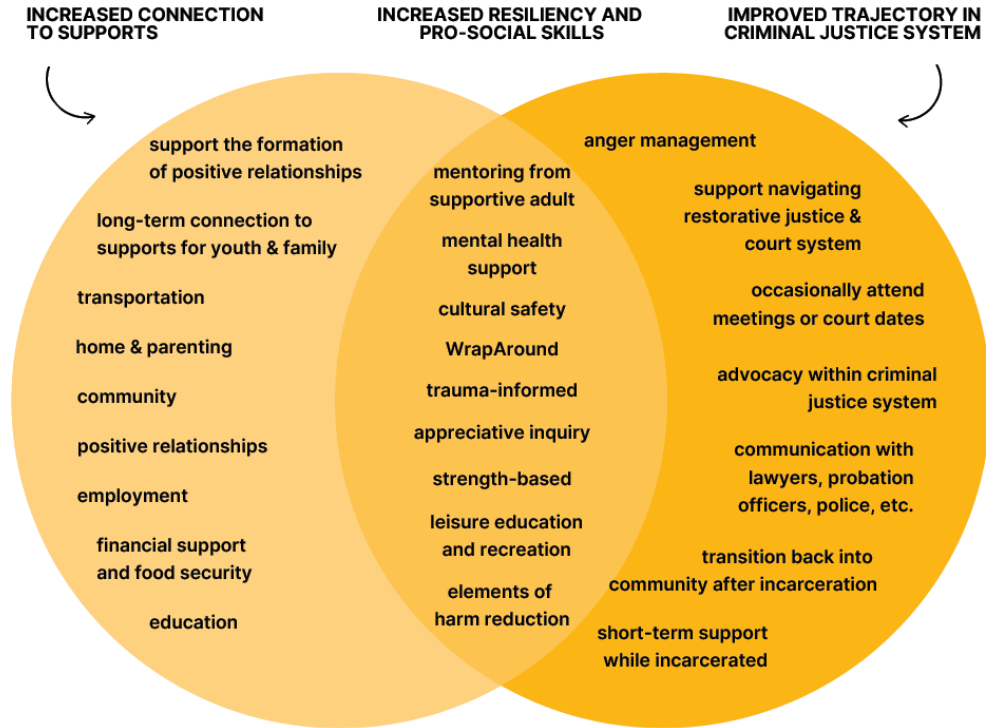 INCREASED CONNECTION
TO SUPPORTS
INCREASED RESILIENCY AND
PRO-SOCIAL SKILLS
IMPROVED TRAJECTORY IN
CRIMINAL JUSTICE SYSTEM
support the formation
of positive relationships
long-term connection to
supports for youth & family
transportation
home & parenting
community
positive relationships
employment
financial support
and food security
education
mentoring from
supportive adult
mental health
support
cultural safety
WrapAround
trauma-informed
appreciative inquiry
strength-based
leisure education
and recreation
elements of
harm reduction
anger management
support navigating
restorative justice &
court system
occasionally attend
meetings or court dates
advocacy within criminal
justice system
communication with
lawyers, probation
officers, police, etc.
transition back into
community after incarceration
short-term support
while incarcerated